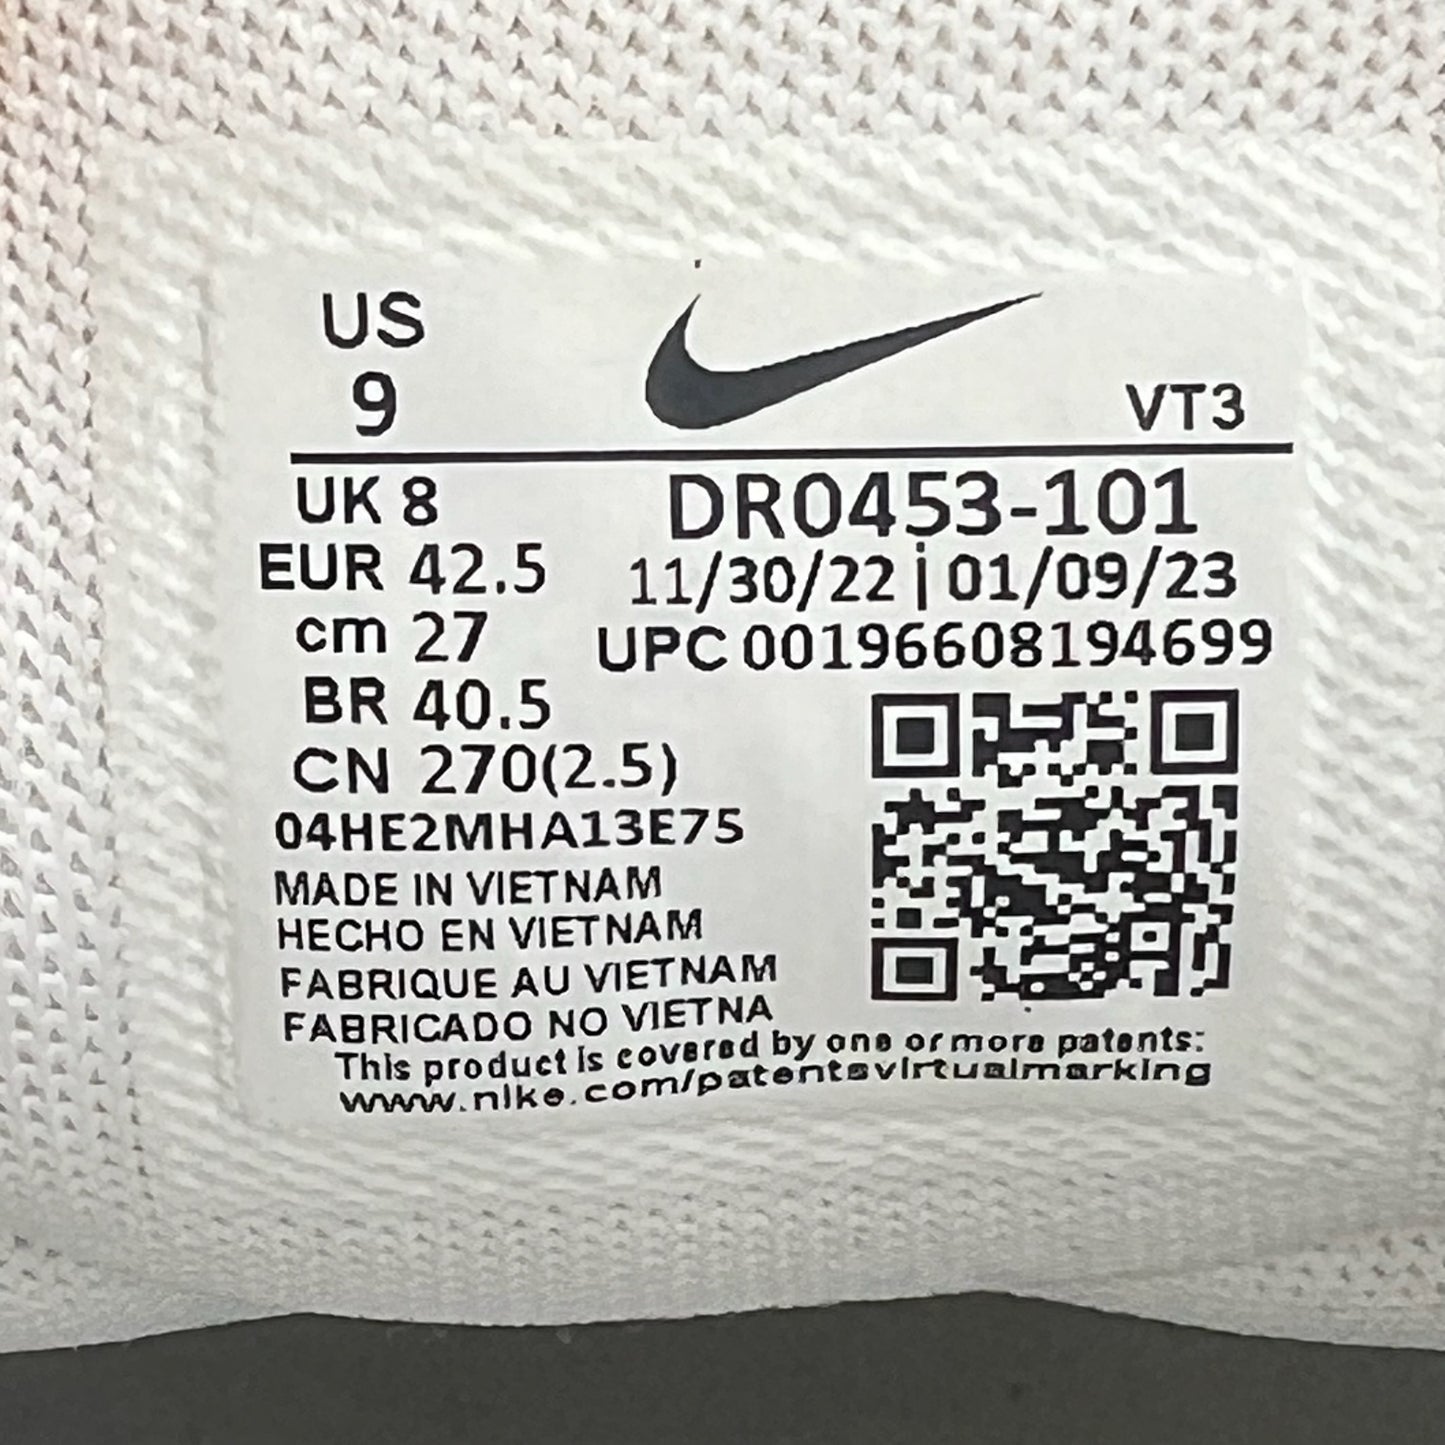 US
9
VT3
UK 8
EUR 42.5
cm 27
BR 40.5
CN 270(2.5)
DR0453-101
11/30/22 | 01/09/23
UPC 00196608194699
04HE2MHA13E75
MADE IN VIETNAM
HECHO EN VIETNAM
FABRIQUE AU VIETNAM
FABRICADO NO VIETNA
This product is covered by one or more patents:
www.nike.com/patentsvirtualmarking